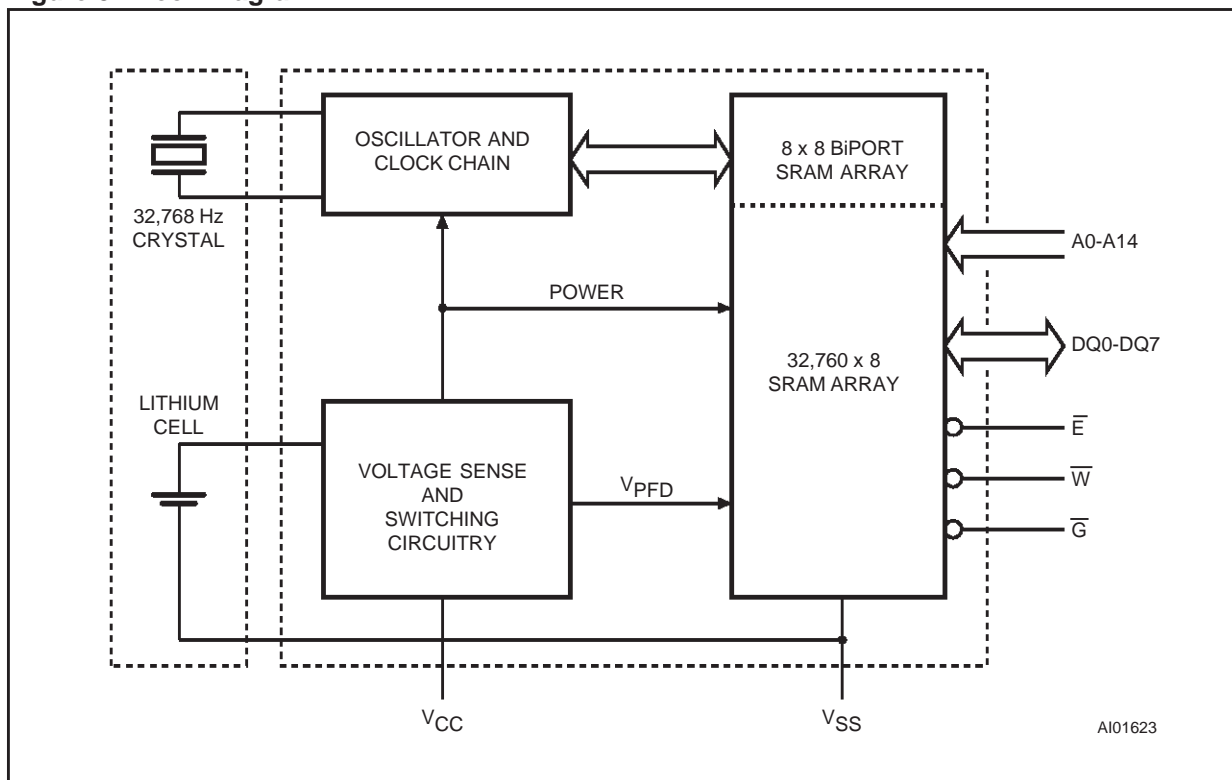 OSCILLATOR AND
CLOCK CHAIN
8 x 8 BiPORT
SRAM ARRAY
32,768 Hz
CRYSTAL
A0-A14
POWER
DQ0-DQ7
32,760 x 8
SRAM ARRAY
LITHIUM
CELL
E̅
VOLTAGE SENSE
AND
SWITCHING
CIRCUITRY
VPFD
W̅
G̅
VCC
VSS
AI01623